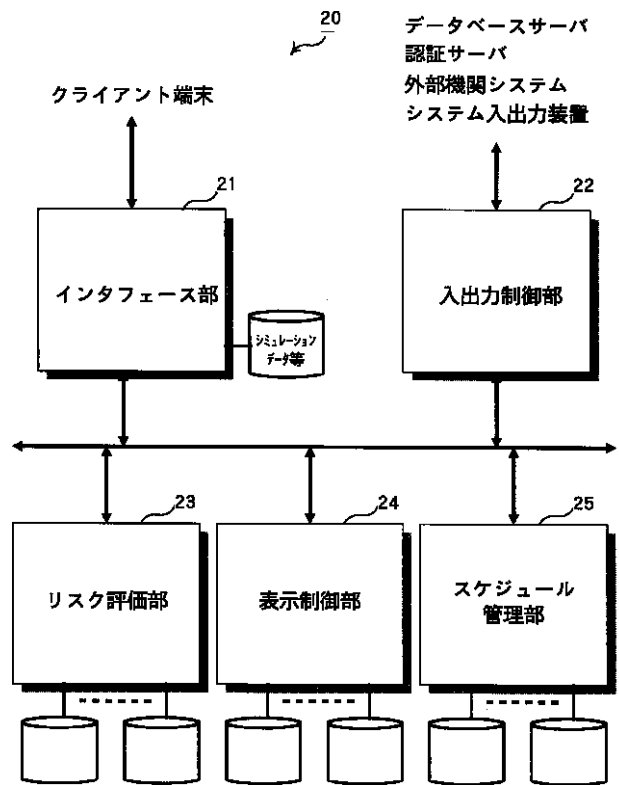 20
データベースサーバ
認証サーバ
外部機関システム
システム入出力装置
クライアント端末
21
22
インタフェース部
入出力制御部
シミュレーション
データ等
23
24
25
リスク評価部
表示制御部
スケジュール
管理部